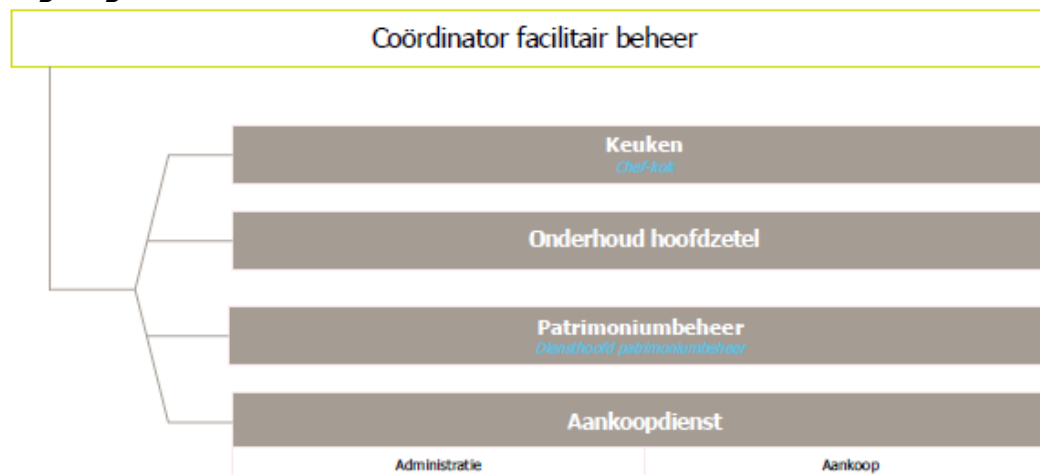 Coördinator facilitair beheer
Keuken
Chef-kok
Onderhoud hoofdzetel
Patrimoniumbeheer
Diensthoofd patrimoniumbeheer
Aankoopdienst
Administratie Aankoop